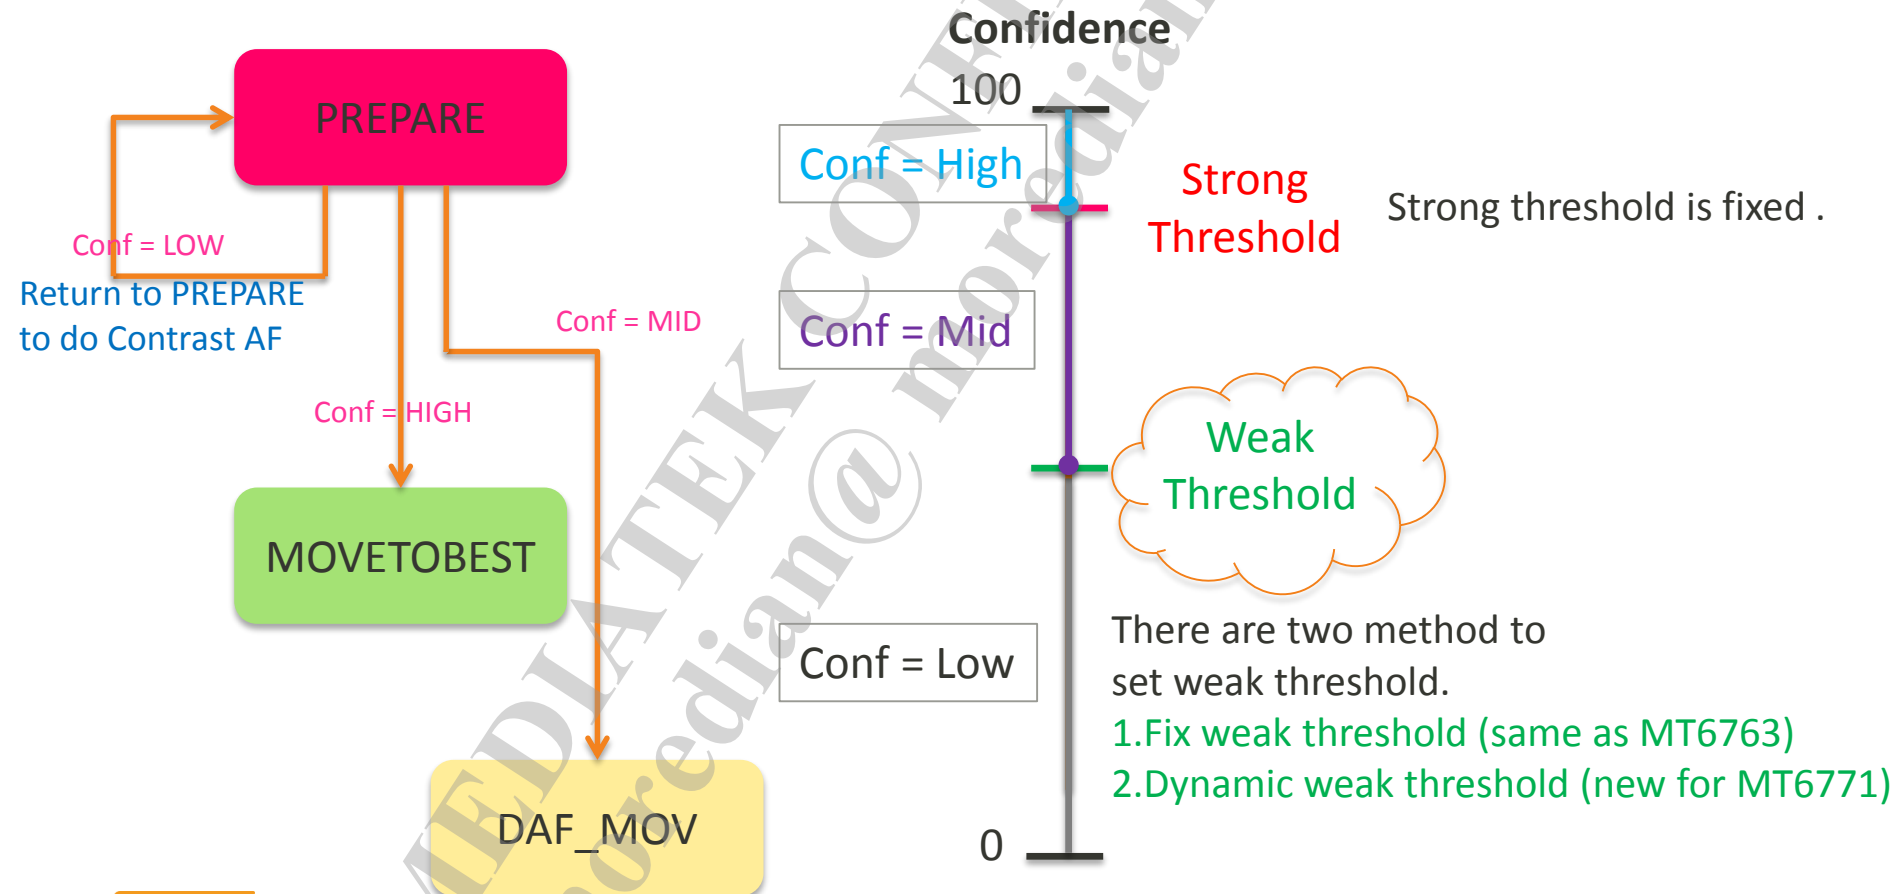 PREPARE
Conf = LOW
Return to PREPARE
to do Contrast AF
Conf = MID
Conf = HIGH
MOVETOBEST
DAF_MOV
Confidence
100
Conf = High
Strong
Threshold
Strong threshold is fixed .
Conf = Mid
Weak
Threshold
Conf = Low
There are two method to
set weak threshold.
1.Fix weak threshold (same as MT6763)
2.Dynamic weak threshold (new for MT6771)
0
MEDIATEK